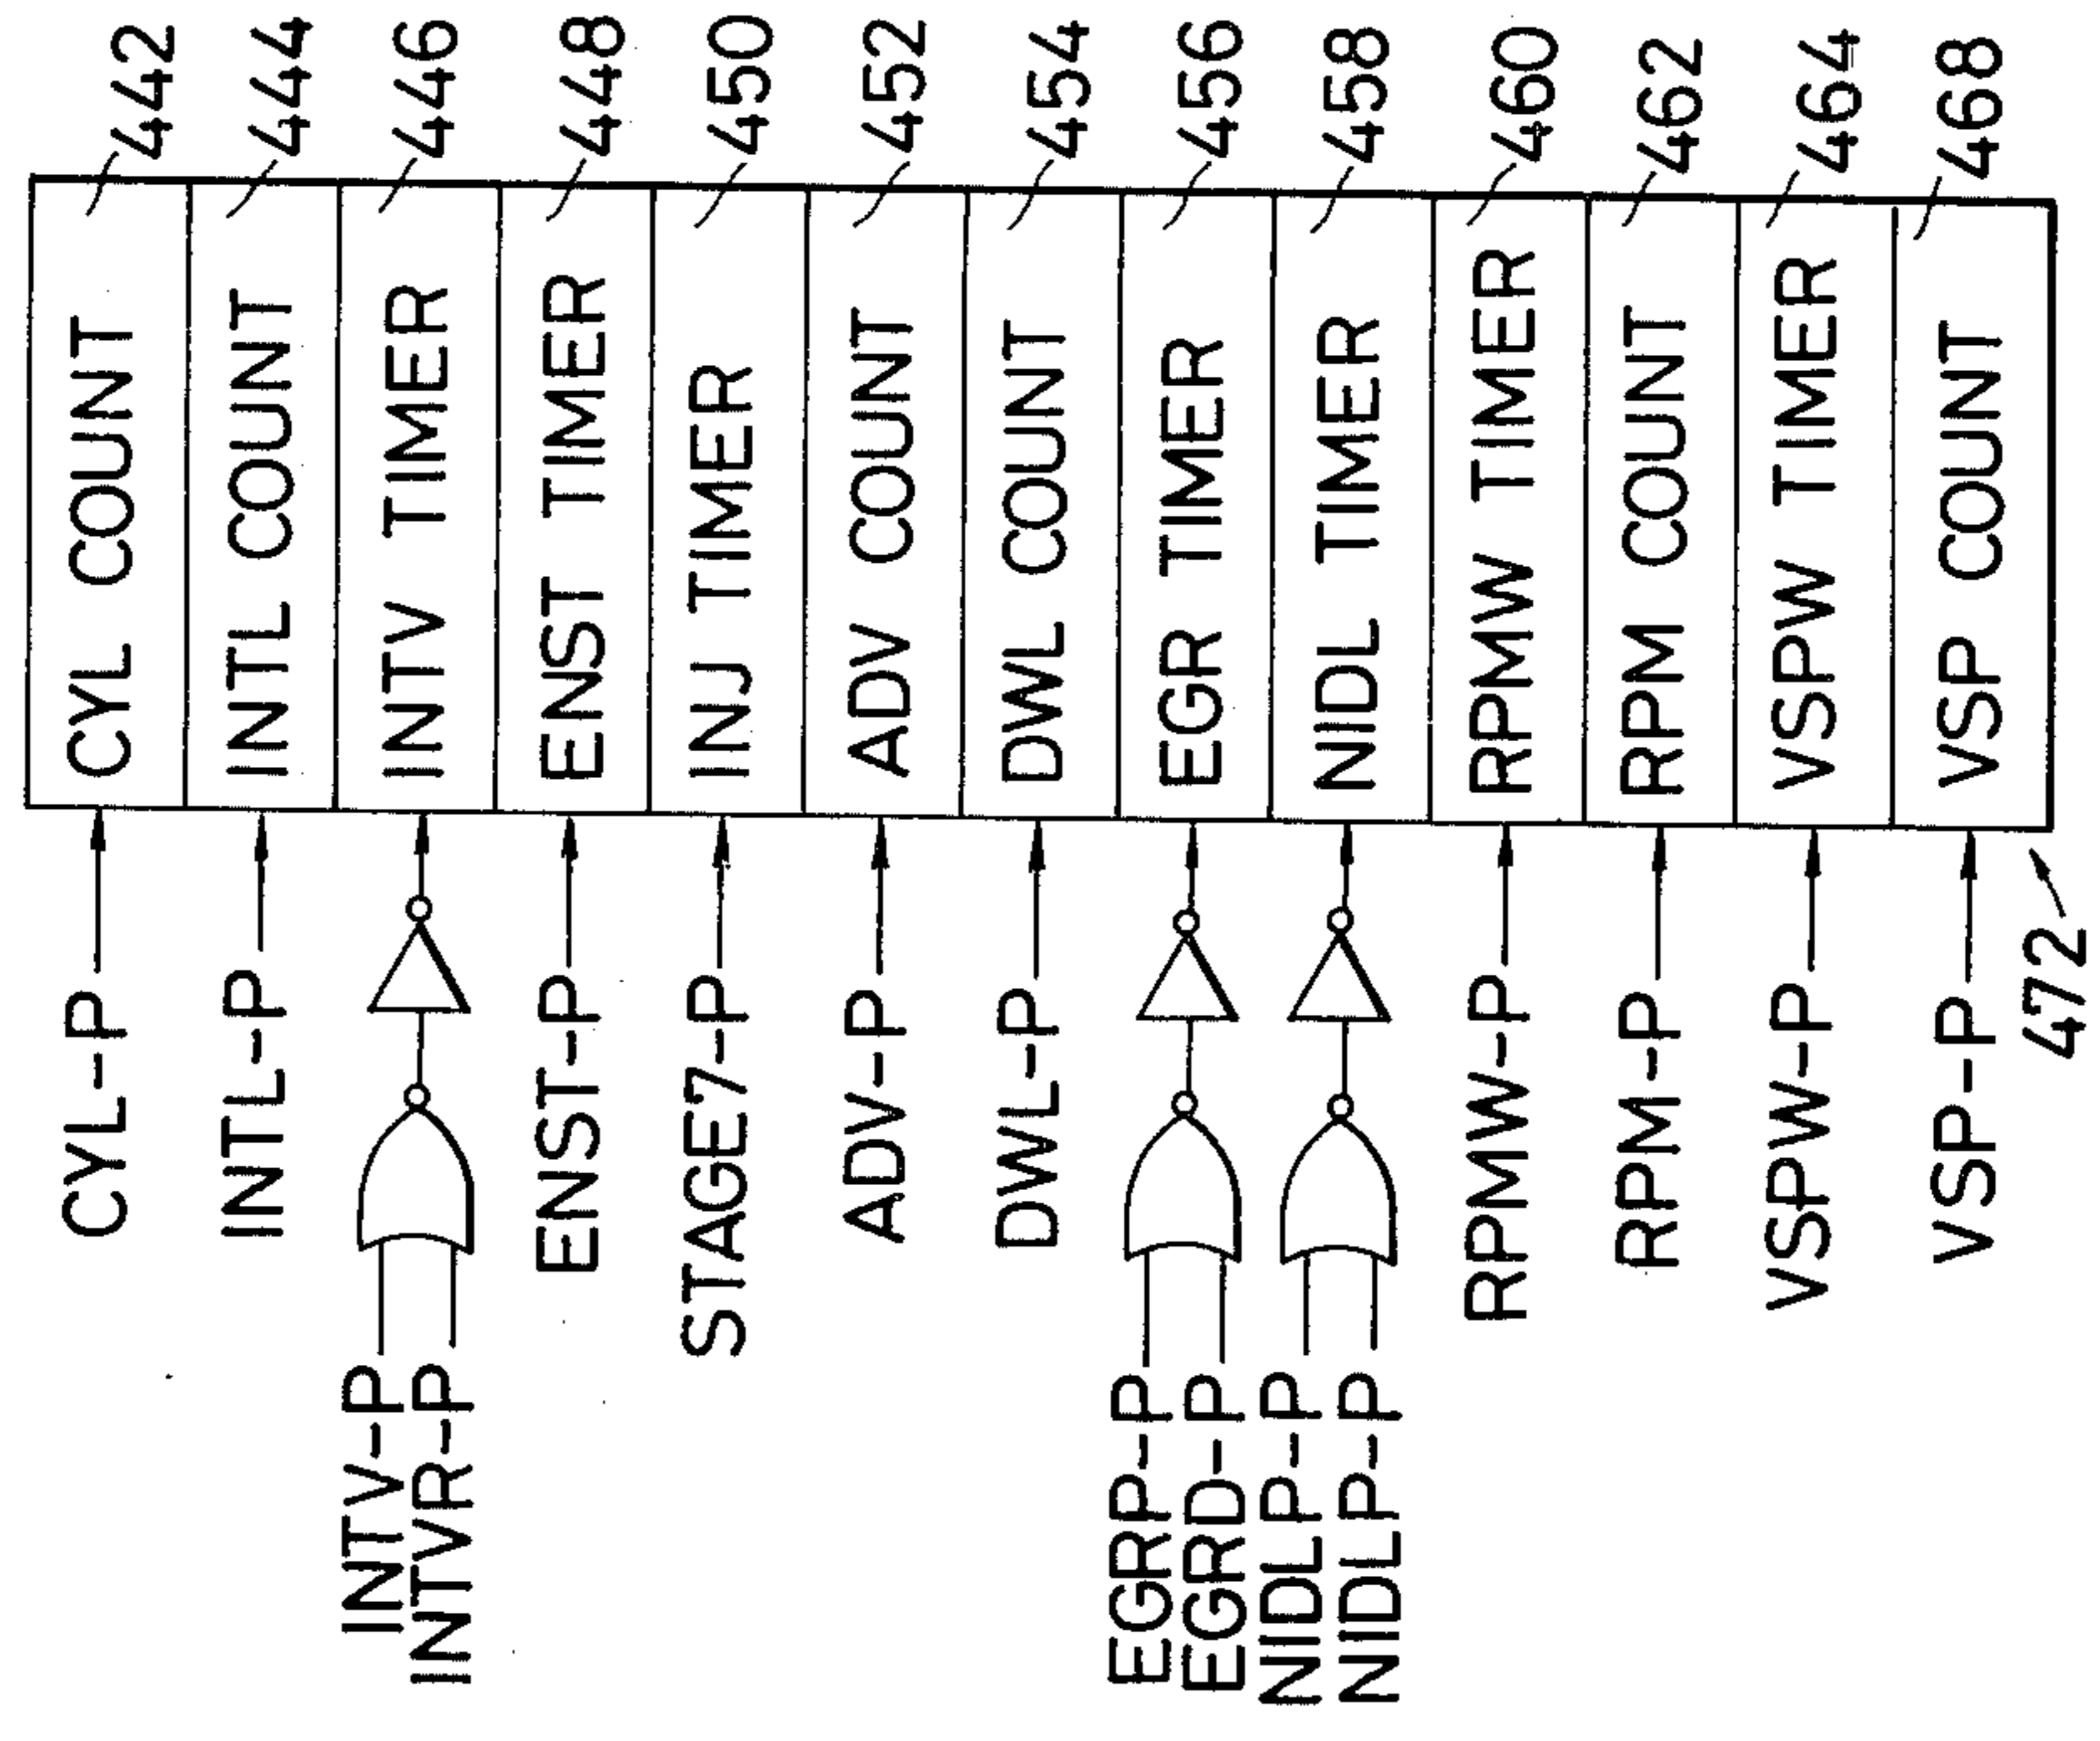 CYL-P CYL COUNT 442
INTL-P INTL COUNT 444
INTV-P
INTVR-P
INTV TIMER 446
ENST-P ENST TIMER 448
STAGE7-P INJ TIMER 450
ADV-P ADV COUNT 452
DWL-P DWL COUNT 454
EGRP-P
EGRD-P
EGR TIMER 456
NIDLP-P
NIDLP-P
NIDL TIMER 458
RPMW-P RPMW TIMER 460
RPM-P RPM COUNT 462
VSPW-P VSPW TIMER 464
VSP-P VSP COUNT 468
472